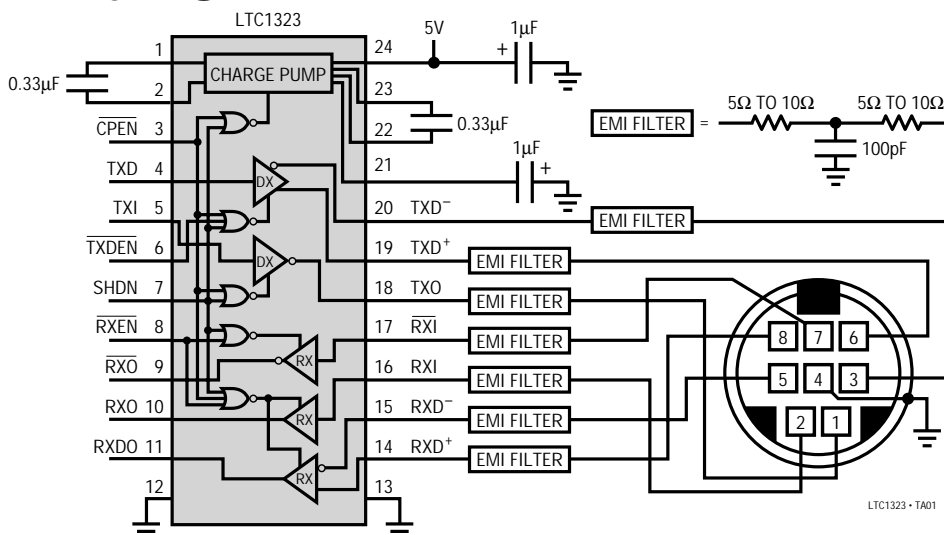 LTC1323
1
2
CPEN 3
TXD 4
TXI 5
TXDEN 6
SHDN 7
RXEN 8
RXO 9
RXO 10
RXDO 11
12
0.33µF
CHARGE PUMP
DX
DX
RX
RX
RX
24
23
22
21
20 TXD–
19 TXD+
18 TXO
17 RXI
16 RXI
15 RXD–
14 RXD+
13
5V
1µF
+
0.33µF
1µF
+
EMI FILTER
EMI FILTER
EMI FILTER
EMI FILTER
EMI FILTER
EMI FILTER
EMI FILTER
EMI FILTER =
5Ω TO 10Ω
5Ω TO 10Ω
100pF
8 7 6
5 4 3
2 1
LTC1323 • TA01